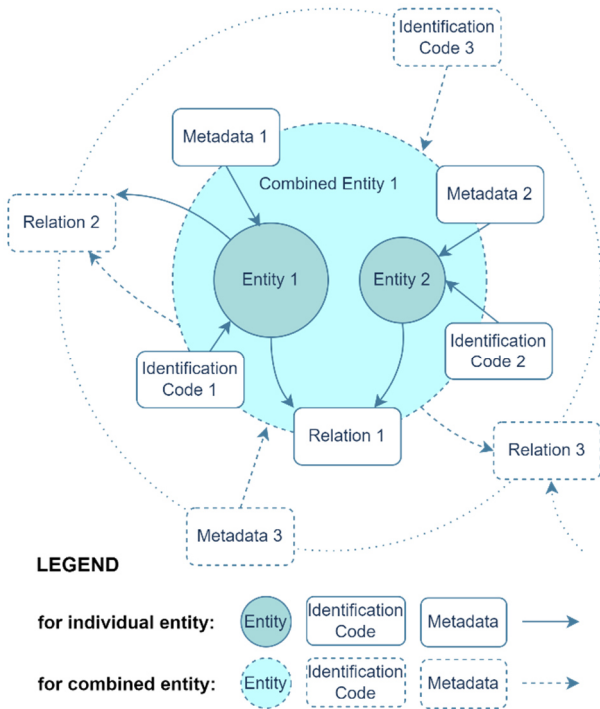 Identification
Code 3
Metadata 1
Combined Entity 1
Metadata 2
Relation 2
Entity 1
Entity 2
Identification
Code 1
Identification
Code 2
Relation 1
Relation 3
Metadata 3
LEGEND
for individual entity: Entity Identification Code Metadata
for combined entity: Entity Identification Code Metadata